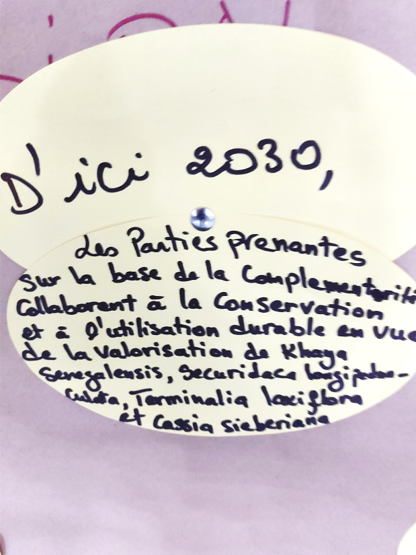 D'ici 2030,
Les Parties prenantes
Sur la base de la Complementarité
Collaborent à la Conservation
et à l'utilisation durable en vue
de la valorisation de Khaya
Senegalensis, Securidaca longipedun-
culata, Terminalia laxiflora
et Cassia sieberiana